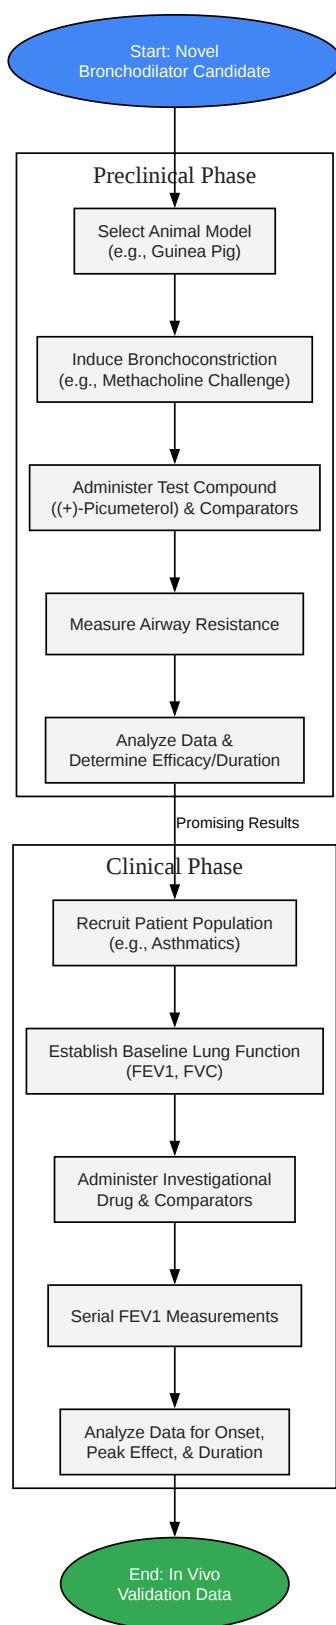 Start: Novel
Bronchodilator Candidate
Preclinical Phase
Select Animal Model
(e.g., Guinea Pig)
Induce Bronchoconstriction
(e.g., Methacholine Challenge)
Administer Test Compound
((+)-Picumeterol) & Comparators
Measure Airway Resistance
Analyze Data &
Determine Efficacy/Duration
Promising Results
Clinical Phase
Recruit Patient Population
(e.g., Asthmatics)
Establish Baseline Lung Function
(FEV1, FVC)
Administer Investigational
Drug & Comparators
Serial FEV1 Measurements
Analyze Data for Onset,
Peak Effect, & Duration
End: In Vivo
Validation Data